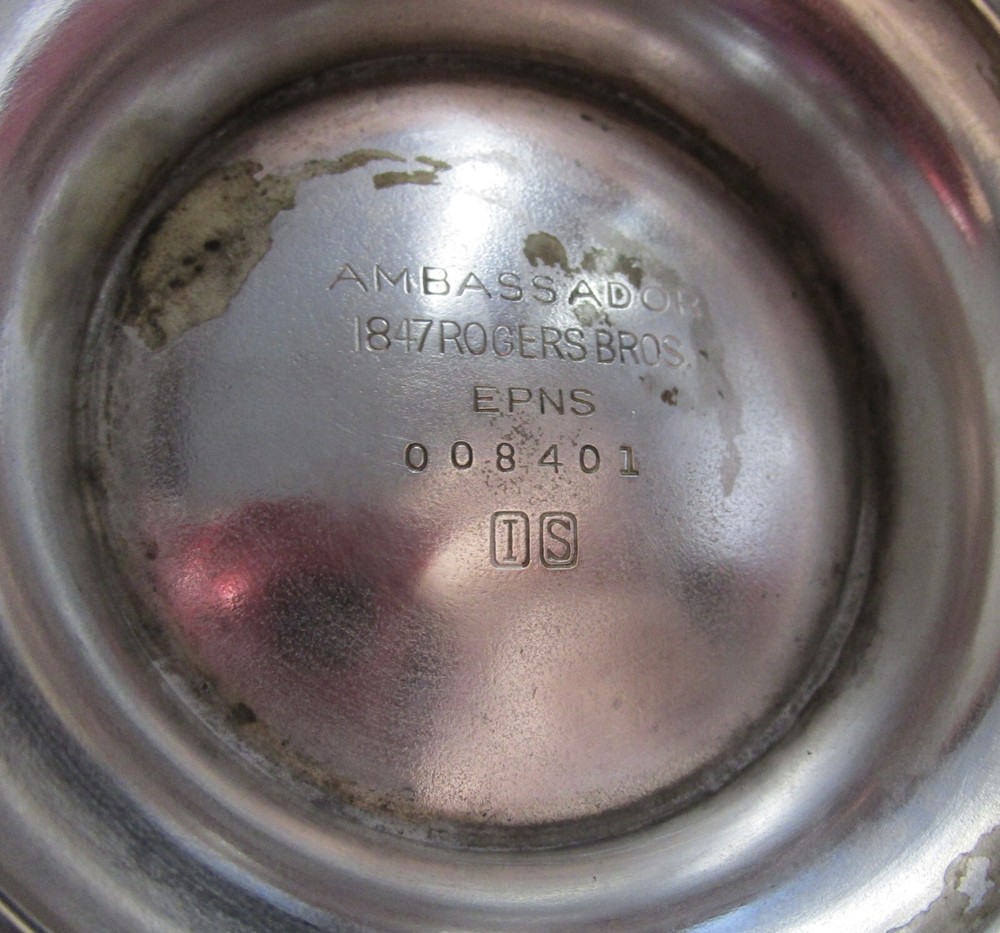 AMBASSADOR
1847 ROGERS BROS.
EPNS
008401
IS